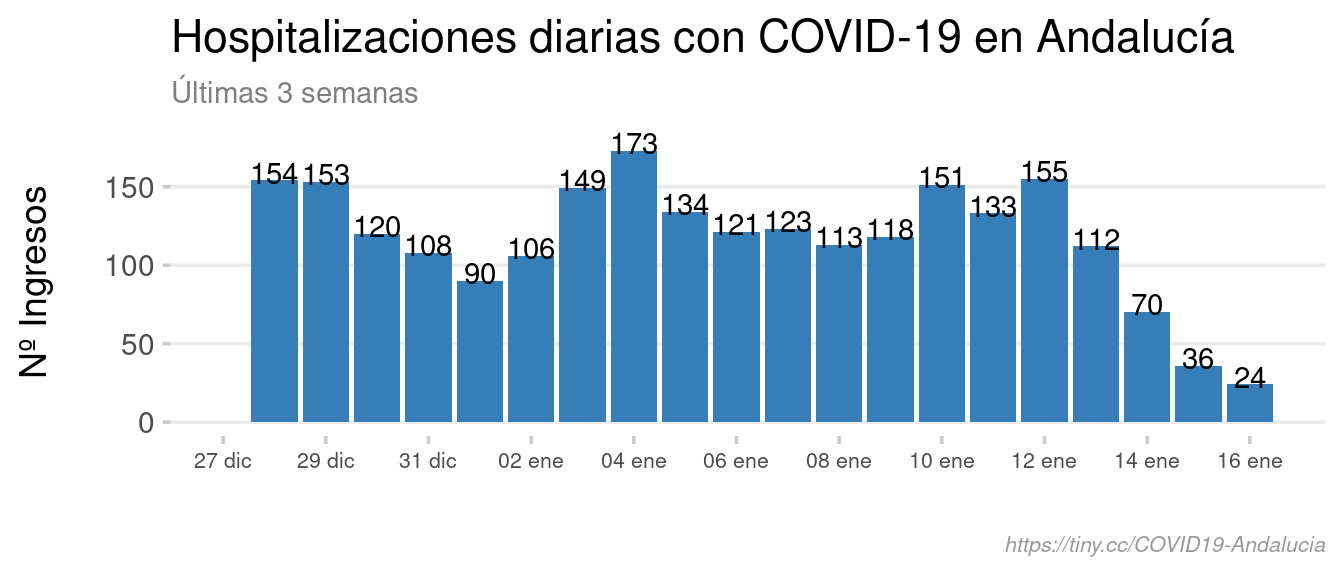 Hospitalizaciones diarias con COVID-19 en Andalucía
Últimas 3 semanas
Nº Ingresos
150
100
50
0
154 153 120 108 90 106 149 173 134 121 123 113 118 151 133 155 112 70 36 24
27 dic 29 dic 31 dic 02 ene 04 ene 06 ene 08 ene 10 ene 12 ene 14 ene 16 ene
https://tiny.cc/COVID19-Andalucia